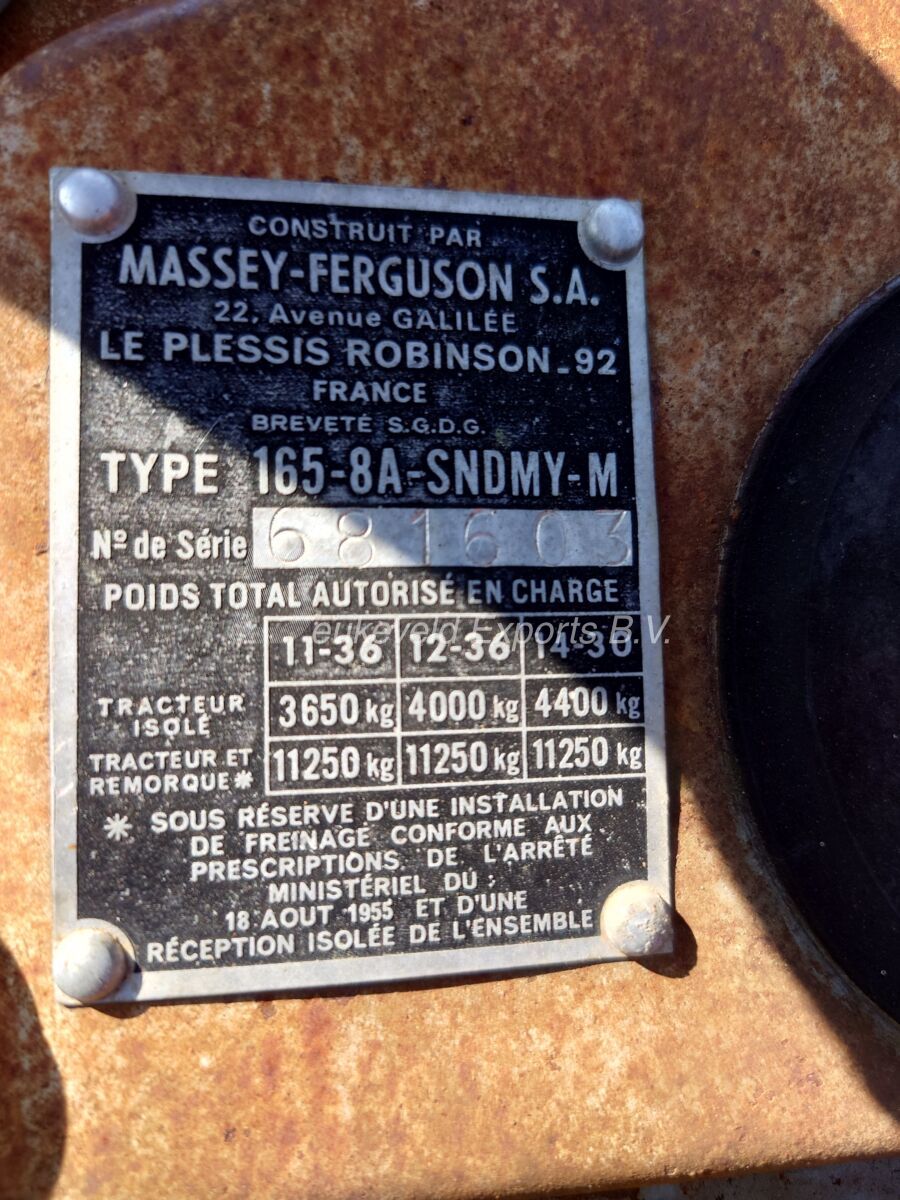 CONSTRUIT PAR
MASSEY-FERGUSON S.A.
22, Avenue GALILÉE
LE PLESSIS ROBINSON_92
FRANCE
BREVETÉ S.G.D.G.
TYPE 165-8A-SNDMY-M
Nº de Série 681603
POIDS TOTAL AUTORISÉ EN CHARGE
eukeveld Exports B.V.
11-36 12-36 14-30
TRACTEUR ISOLÉ 3650 kg 4000 kg 4400 kg
TRACTEUR ET REMORQUE* 11250 kg 11250 kg 11250 kg
* SOUS RÉSERVE D'UNE INSTALLATION
DE FREINAGE CONFORME AUX
PRESCRIPTIONS DE L'ARRÊTÉ
MINISTÉRIEL DU :
18 AOUT 1955 ET D'UNE
RÉCEPTION ISOLÉE DE L'ENSEMBLE